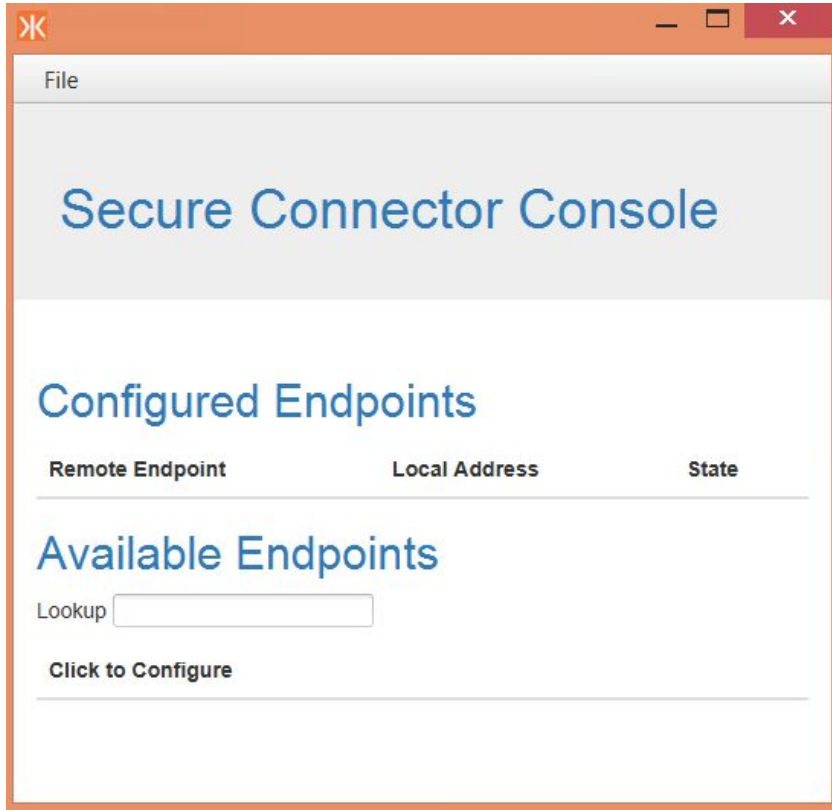 File
Secure Connector Console
Configured Endpoints
Remote Endpoint Local Address State
Available Endpoints
Lookup
Click to Configure